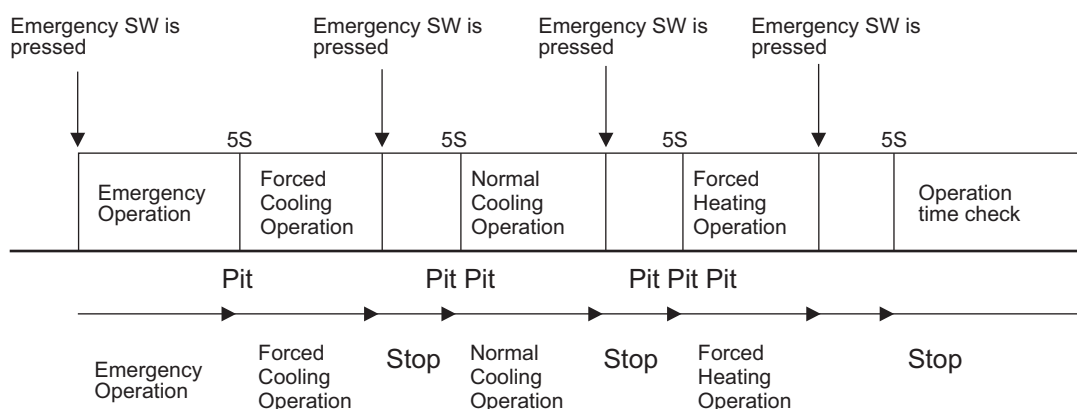 Emergency SW is
pressed
Emergency SW is
pressed
Emergency SW is
pressed
Emergency SW is
pressed
5S
5S
5S
5S
Emergency
Operation
Forced
Cooling
Operation
Normal
Cooling
Operation
Forced
Heating
Operation
Operation
time check
Pit
Pit Pit
Pit Pit Pit
Emergency
Operation
Forced
Cooling
Operation
Stop
Normal
Cooling
Operation
Stop
Forced
Heating
Operation
Stop